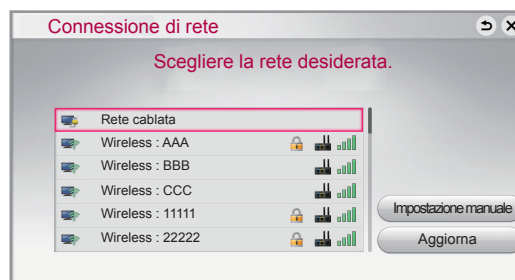 Connessione di rete
Scegliere la rete desiderata.
Rete cablata
Wireless : AAA
Wireless : BBB
Wireless : CCC
Wireless : 11111
Wireless : 22222
Impostazione manuale
Aggiorna